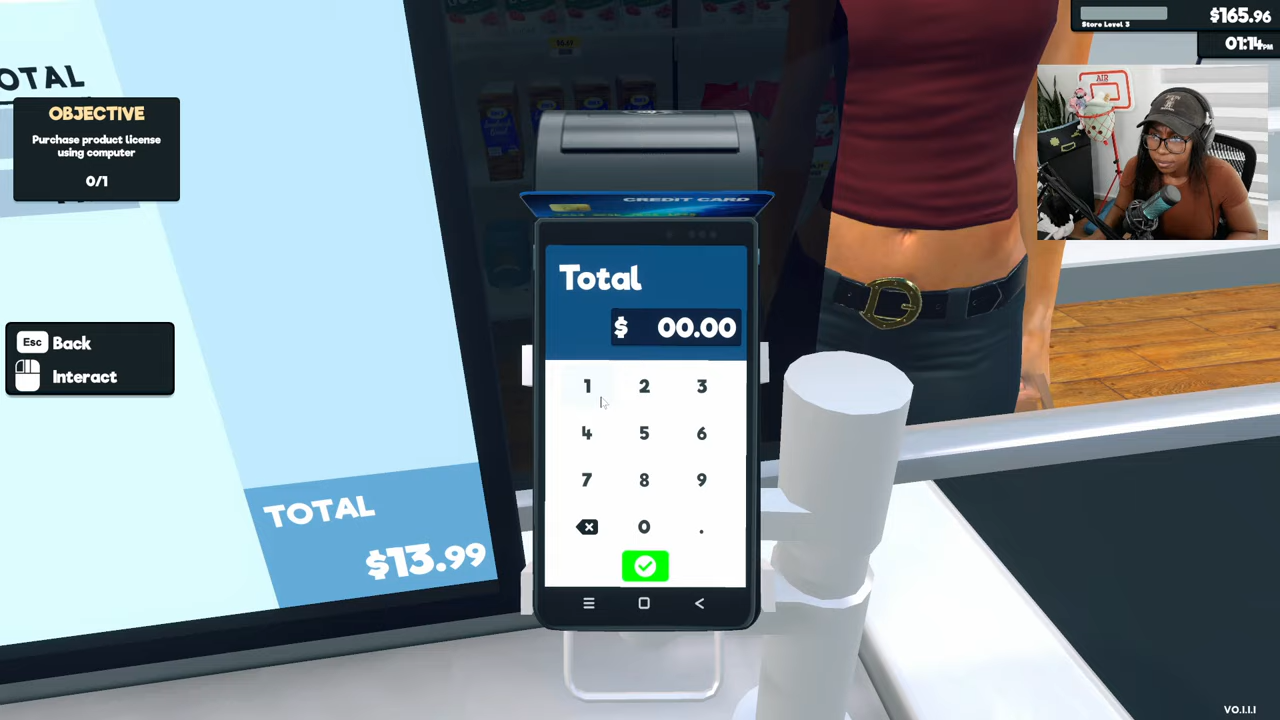 OTAL
OBJECTIVE
Purchase product license
using computer
0/1
Esc Back
Interact
TOTAL
$13.99
CREDIT CARD
Total
$ 00.00
1 2 3
4 5 6
7 8 9
0 .
Store Level 3
$165.96
01:14PM
AIR
V0.1.1.1